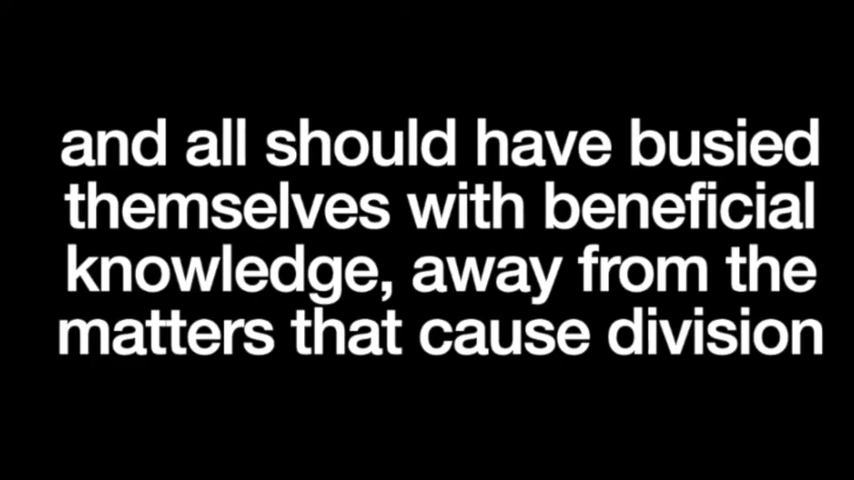 and all should have busied
themselves with beneficial
knowledge, away from the
matters that cause division